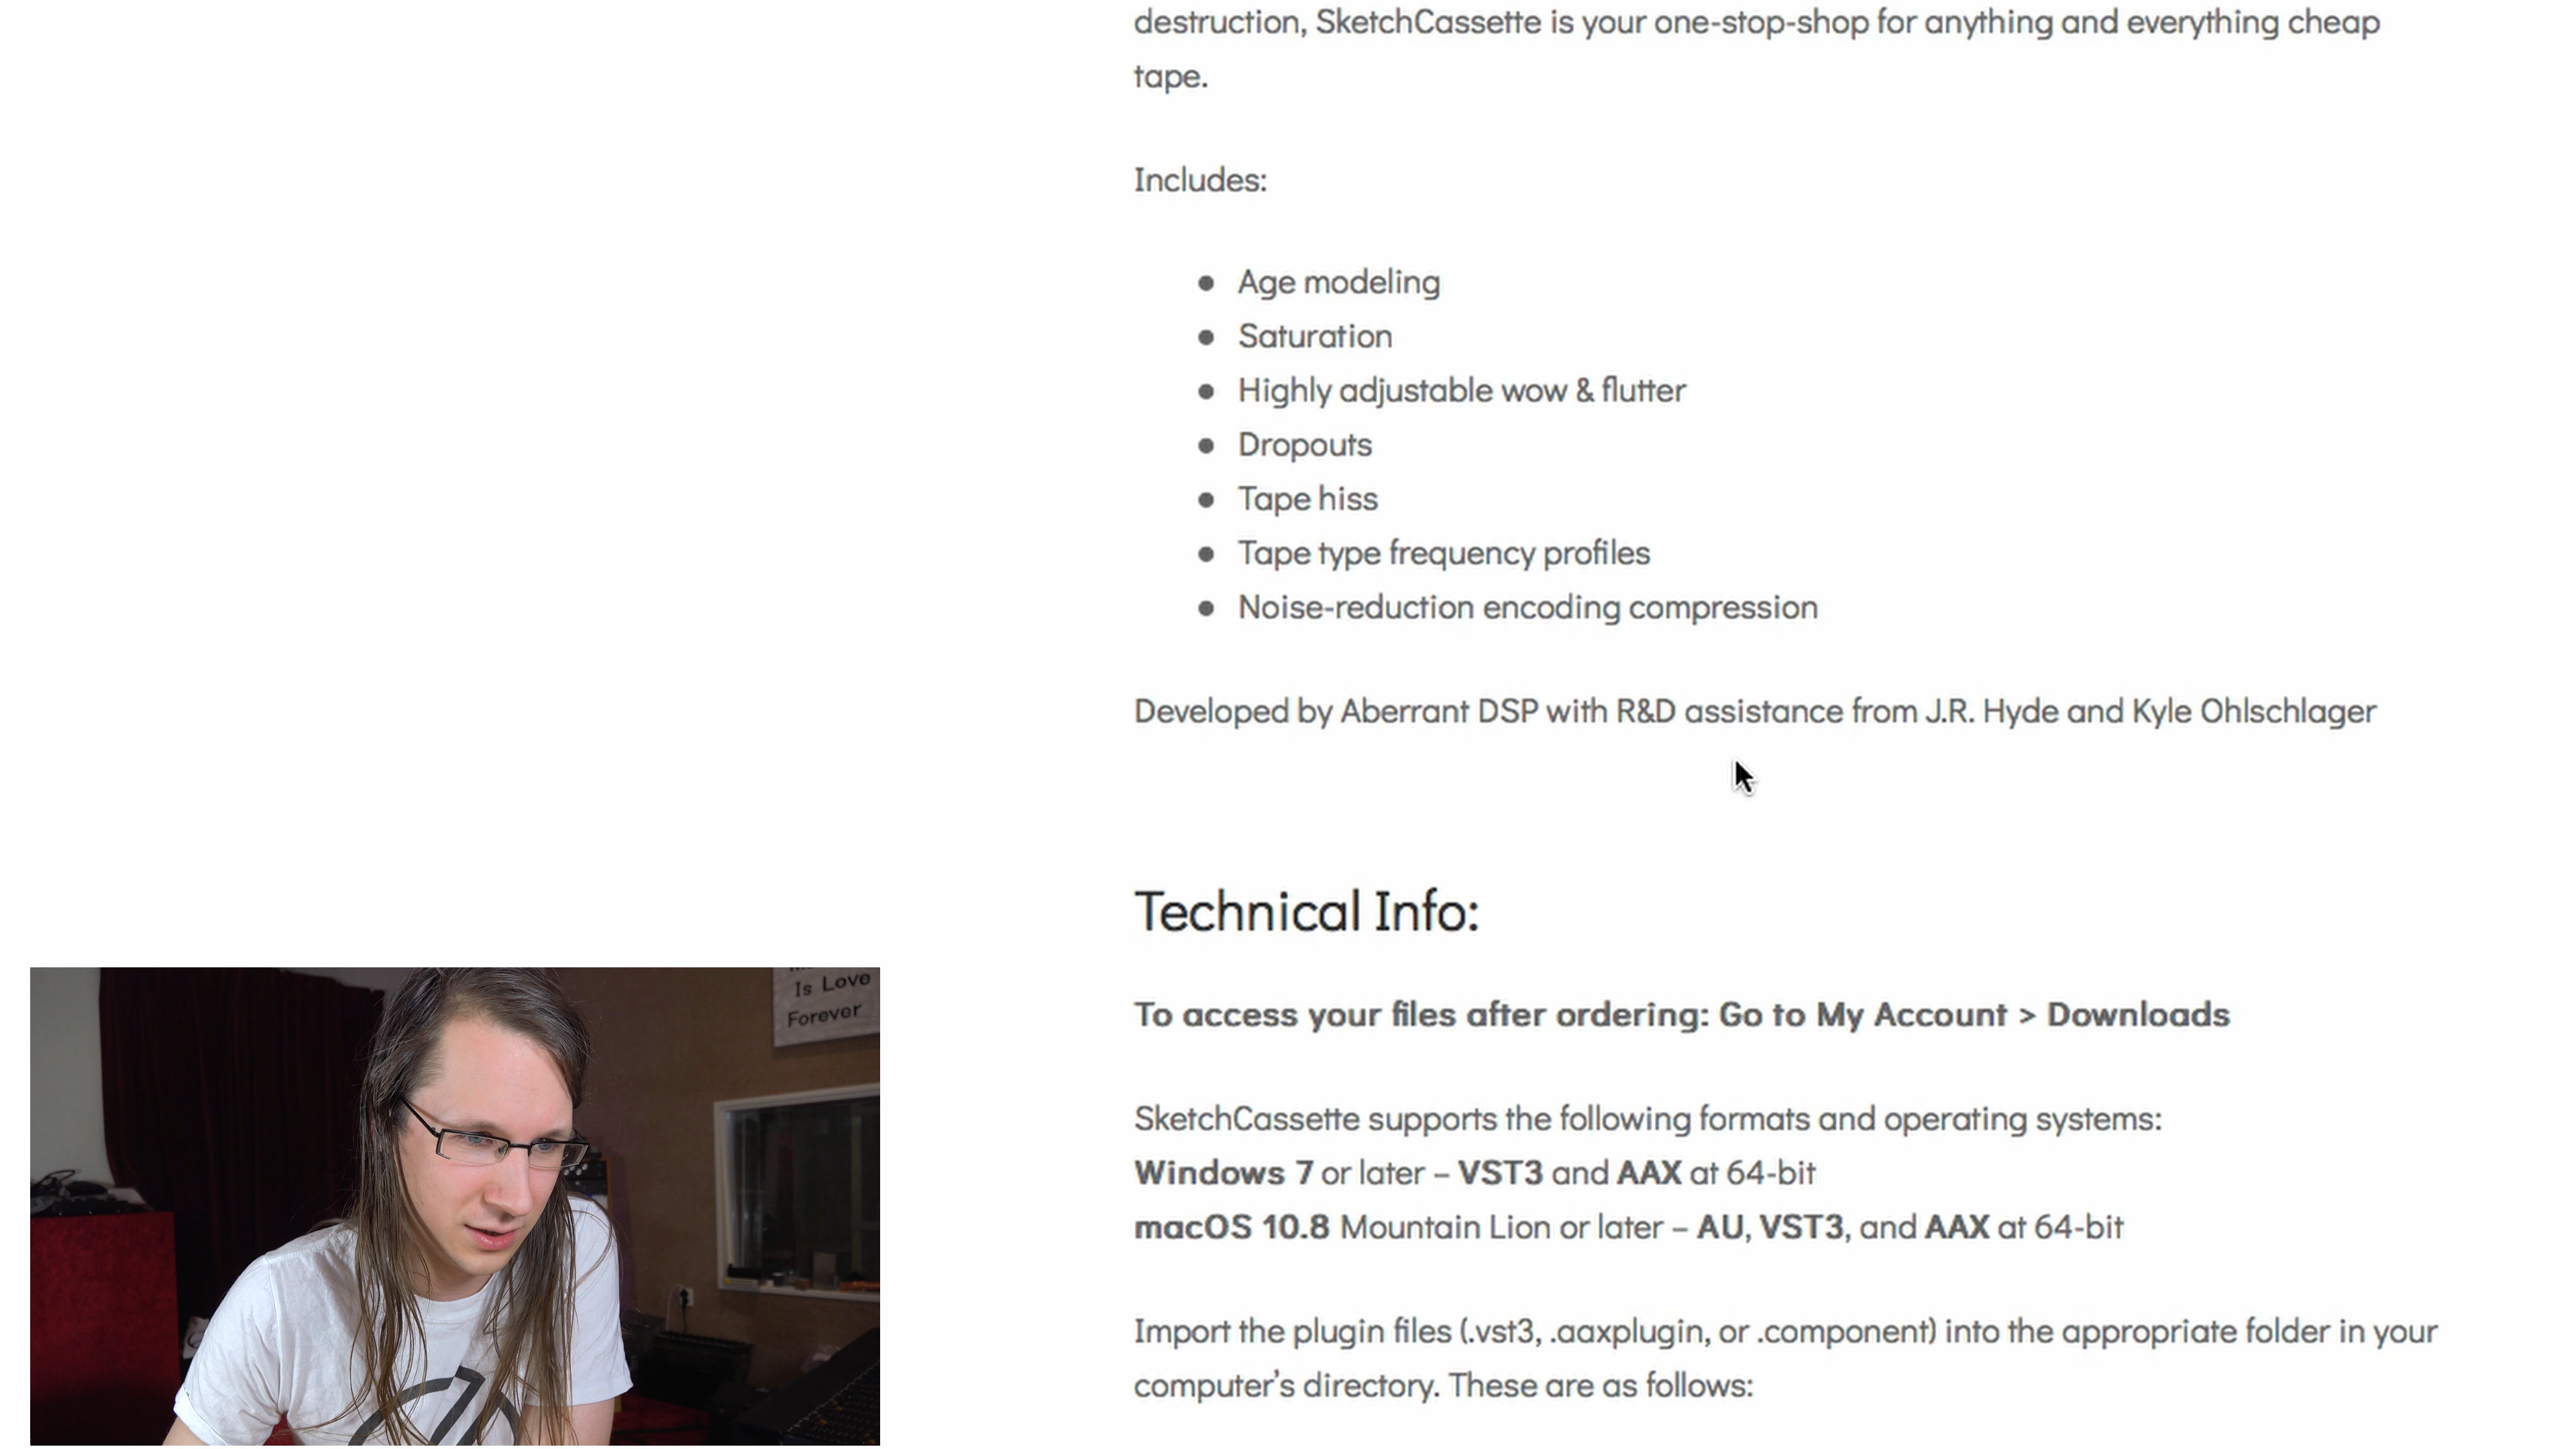 destruction, SketchCassette is your one-stop-shop for anything and everything cheap
tape.
Includes:
Age modeling
Saturation
Highly adjustable wow & flutter
Dropouts
Tape hiss
Tape type frequency profiles
Noise-reduction encoding compression
Developed by Aberrant DSP with R&D assistance from J.R. Hyde and Kyle Ohlschlager
Technical Info:
To access your files after ordering: Go to My Account > Downloads
SketchCassette supports the following formats and operating systems:
Windows 7 or later – VST3 and AAX at 64-bit
macOS 10.8 Mountain Lion or later – AU, VST3, and AAX at 64-bit
Import the plugin files (.vst3, .aaxplugin, or .component) into the appropriate folder in your
computer’s directory. These are as follows:
Is Love
Forever